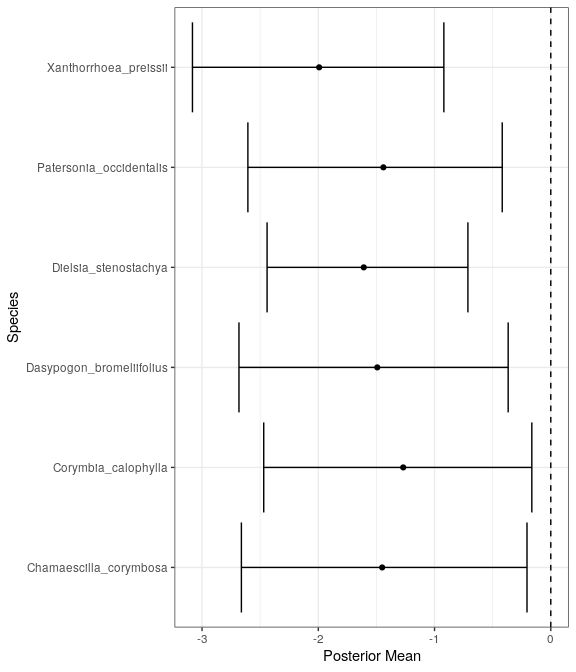 Species
Xanthorrhoea_preissii
Patersonia_occidentalis
Dielsia_stenostachya
Dasypogon_bromeliifolius
Corymbia_calophylla
Chamaescilla_corymbosa
-3 -2 -1 0
Posterior Mean